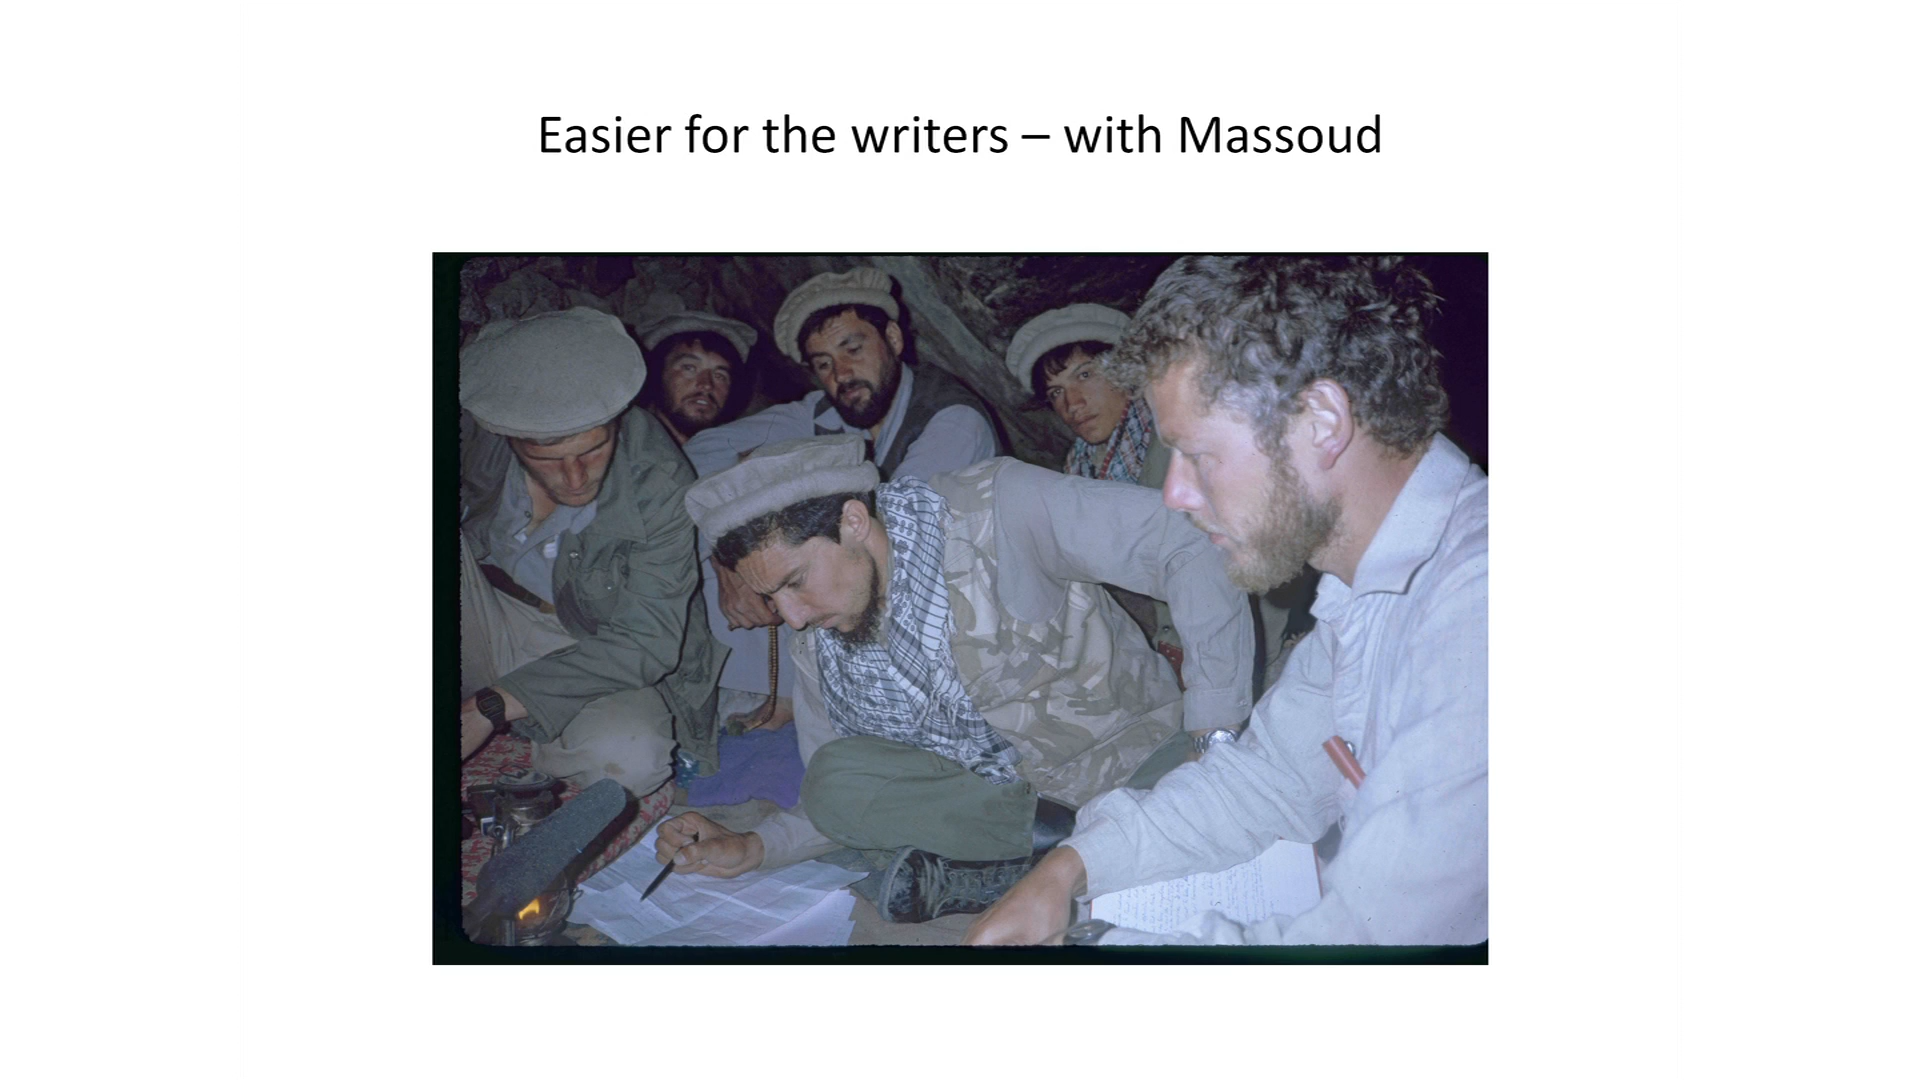 Easier for the writers – with Massoud